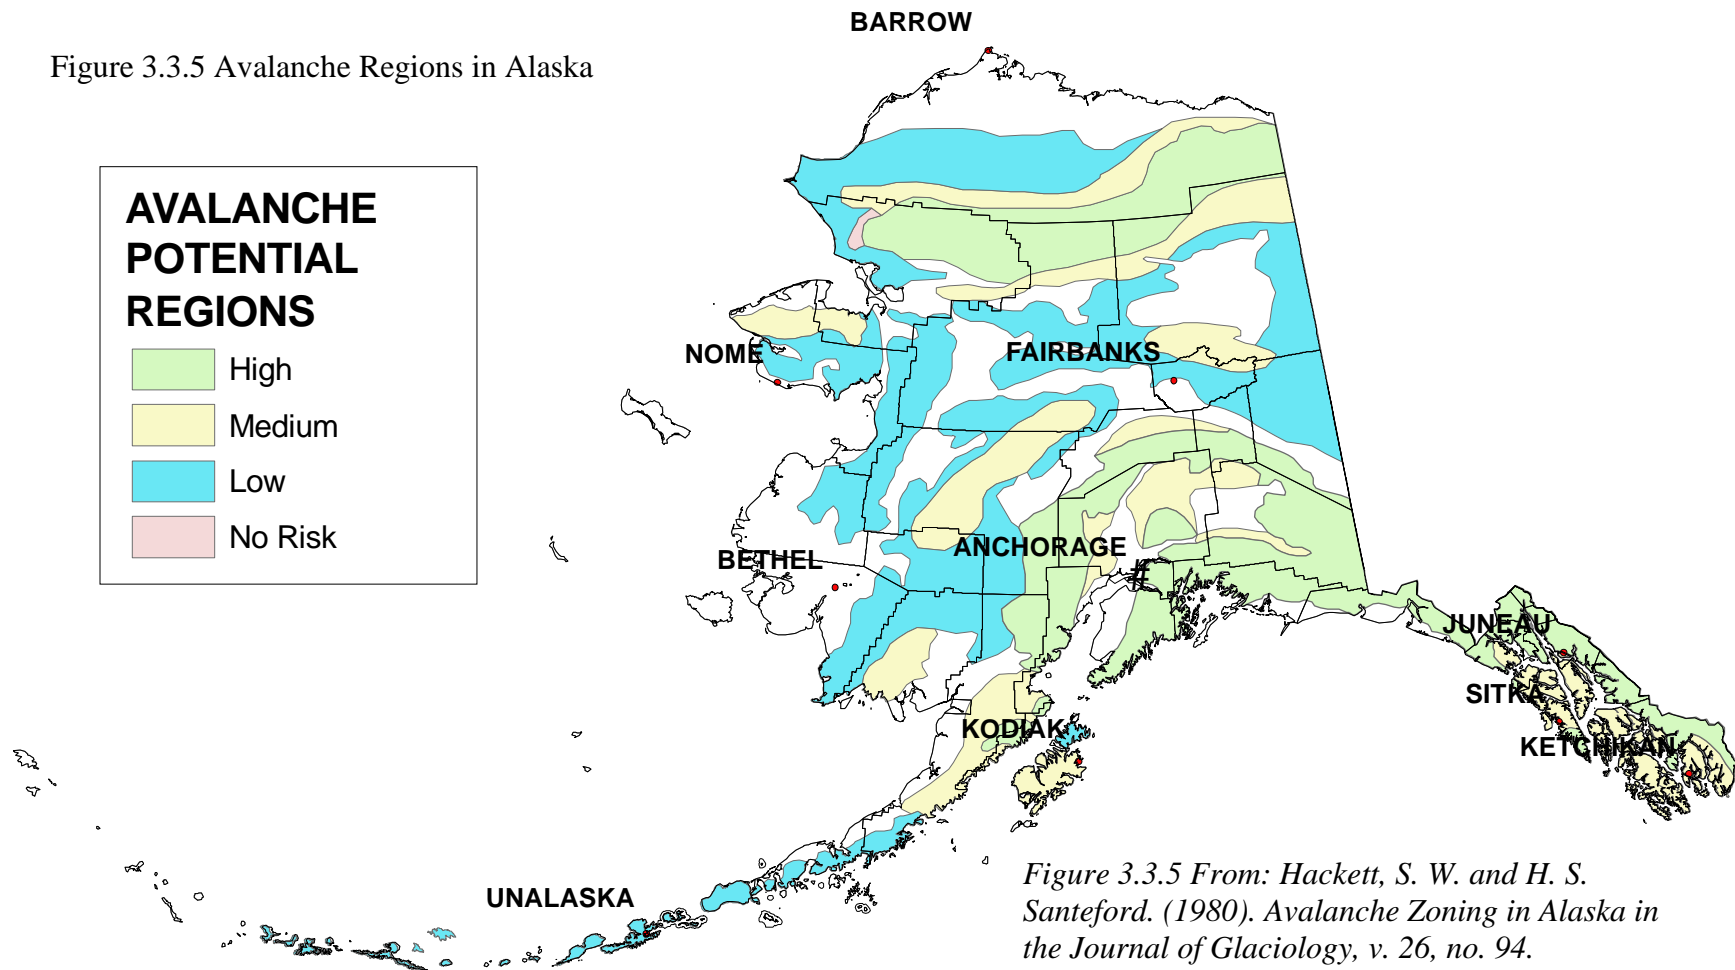 BARROW
Figure 3.3.5 Avalanche Regions in Alaska
AVALANCHE
POTENTIAL
REGIONS
High
Medium
Low
No Risk
NOME
FAIRBANKS
BETHEL
ANCHORAGE
#
JUNEAU
SITKA
KODIAK
KETCHIKAN
UNALASKA
Figure 3.3.5 From: Hackett, S. W. and H. S.
Santeford. (1980). Avalanche Zoning in Alaska in
the Journal of Glaciology, v. 26, no. 94.